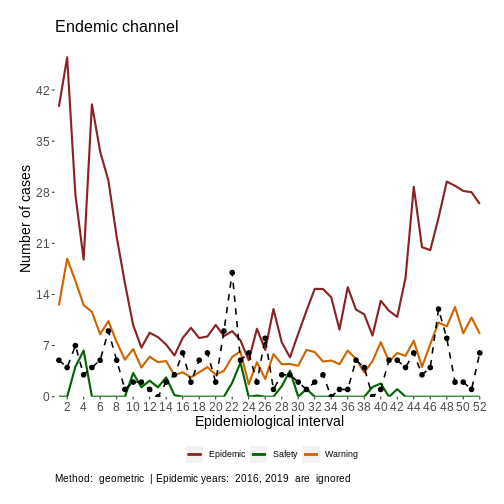 Endemic channel
Number of cases
42
35
28
21
14
7
0
2 4 6 8 10 12 14 16 18 20 22 24 26 28 30 32 34 36 38 40 42 44 46 48 50 52
Epidemiological interval
Epidemic Safety Warning
Method: geometric | Epidemic years: 2016, 2019 are ignored